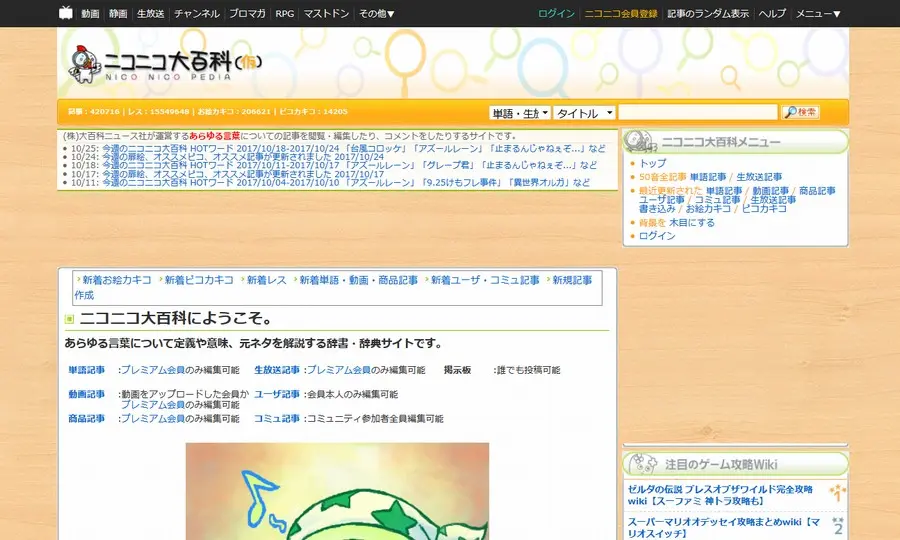 動画 静画 生放送 チャンネル ブロマガ RPG マストドン その他▼ ログイン ニコニコ会員登録 記事のランダム表示 ヘルプ メニュー▼
ニコニコ大百科(仮)
NICO NICO PEDIA
記事：420216 | レス：15549648 | お絵カキコ：206621 | ピコカキコ：14205 単語・生 タイトル 検索
(株)大百科ニュース社が運営するあらゆる言葉についての記事を閲覧・編集したり、コメントをしたりするサイトです。
10/25: 今週のニコニコ大百科 HOTワード 2017/10/18-2017/10/24 「台風コロッケ」「アズールレーン」「止まるんじゃねぇぞ…」など
10/24: 今週の扉絵、オススメピコ、オススメ記事が更新されました 2017/10/24
10/18: 今週のニコニコ大百科 HOTワード 2017/10/11-2017/10/17 「アズールレーン」「グレープ君」「止まるんじゃねぇぞ…」など
10/17: 今週の扉絵、オススメピコ、オススメ記事が更新されました 2017/10/17
10/11: 今週のニコニコ大百科 HOTワード 2017/10/04-2017/10/10 「アズールレーン」「9.25けもフレ事件」「異世界オルガ」など
ニコニコ大百科メニュー
トップ
50音全記事 単語記事 / 生放送記事
最近更新された 単語記事 / 動画記事 / 商品記事
ユーザ記事 / コミュ記事 / 生放送記事
書き込み / お絵カキコ / ピコカキコ
背景を 木目にする
ログイン
新着お絵カキコ 新着ピコカキコ 新着レス 新着単語・動画・商品記事 新着ユーザ・コミュ記事 新規記事
作成
ニコニコ大百科にようこそ。
あらゆる言葉について定義や意味、元ネタを解説する辞書・辞典サイトです。
単語記事 :プレミアム会員のみ編集可能 生放送記事 :プレミアム会員のみ編集可能 掲示板 :誰でも投稿可能
動画記事 :動画をアップロードした会員か ユーザ記事 :会員本人のみ編集可能
プレミアム会員のみ編集可能
商品記事 :プレミアム会員のみ編集可能 コミュ記事 :コミュニティ参加者全員編集可能
注目のゲーム攻略Wiki
ゼルダの伝説 ブレスオブザワイルド完全攻略
wiki【スーファミ 神トラ攻略も】
1
スーパーマリオオデッセイ攻略まとめwiki【マ
リオスイッチ】
2